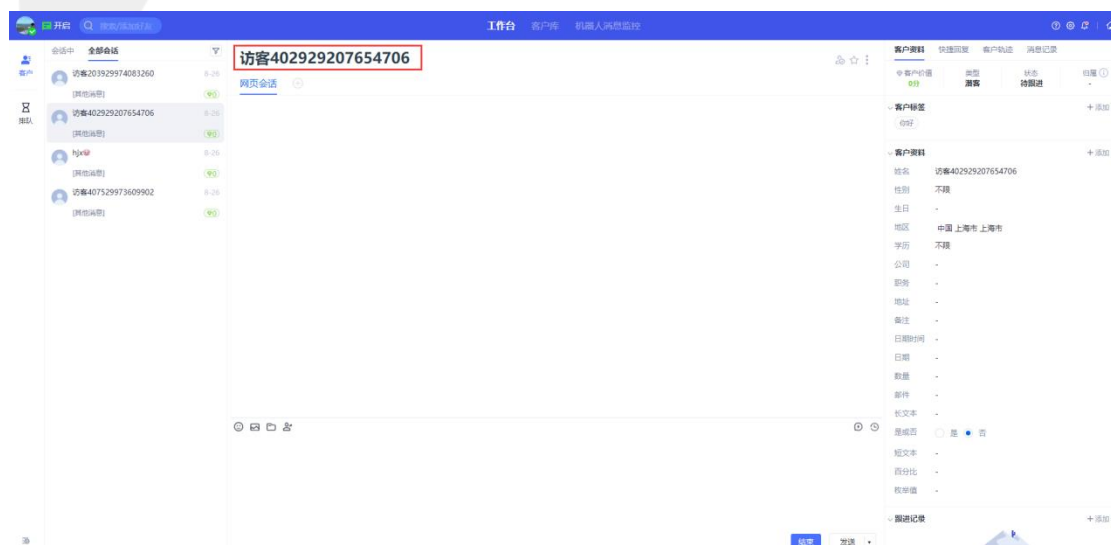 开启
搜索/添加好友
工作台 客户库 机器人消息监控
客户
排队
会话中 全部会话
访客203929974083260 8-26
[其他消息]
访客402929207654706 8-26
[其他消息]
hjx 8-26
[其他消息]
访客407529973609902 8-26
[其他消息]
访客402929207654706
网页会话
结束 发送
客户资料 快捷回复 客户轨迹 消息记录
客户价值 类型 状态 归属
0分 潜客 待跟进 -
客户标签 +添加
你好
客户资料 +添加
姓名 访客402929207654706
性别 不限
生日 -
地区 中国 上海市 上海市
学历 不限
公司 -
职务 -
地址 -
备注 -
日期时间 -
日期 -
数量 -
邮件 -
长文本 -
是或否 是 否
短文本 -
百分比 -
枚举值 -
跟进记录 +添加